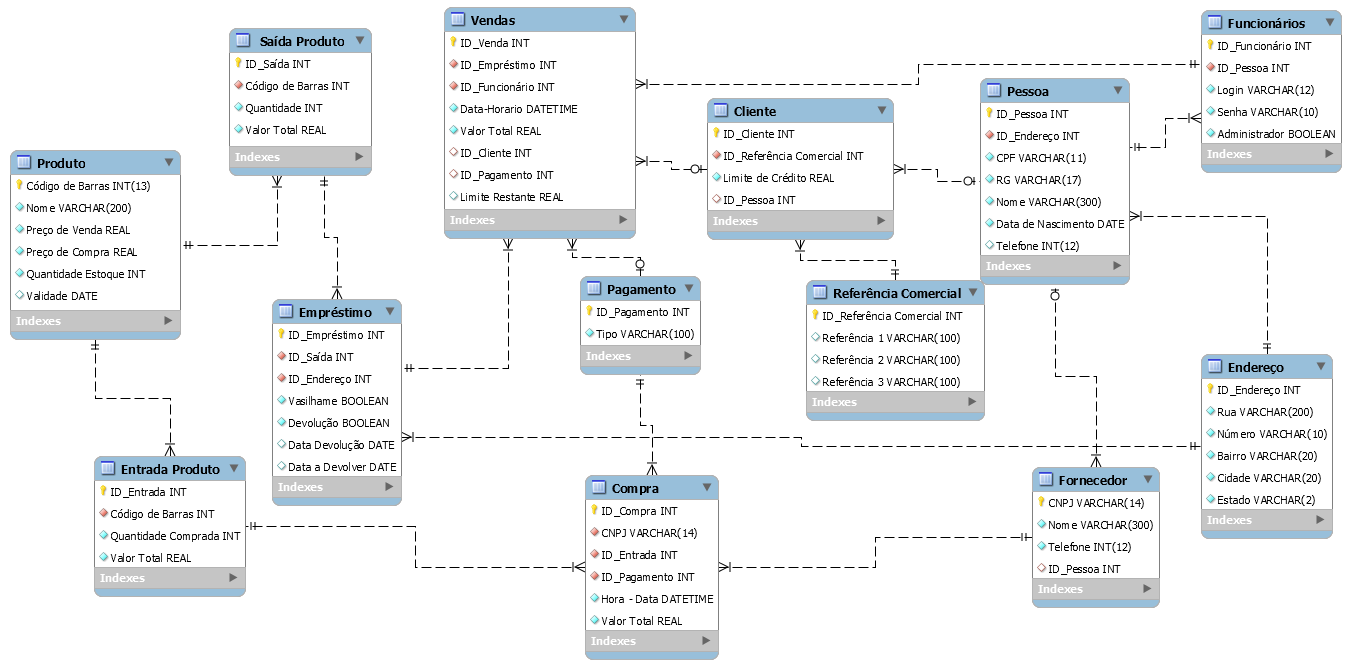 Produto
Código de Barras INT(13)
Nome VARCHAR(200)
Preço de Venda REAL
Preço de Compra REAL
Quantidade Estoque INT
Validade DATE
Indexes
Saída Produto
ID_Saída INT
Código de Barras INT
Quantidade INT
Valor Total REAL
Indexes
Vendas
ID_Venda INT
ID_Empréstimo INT
ID_Funcionário INT
Data-Horario DATETIME
Valor Total REAL
ID_Cliente INT
ID_Pagamento INT
Limite Restante REAL
Indexes
Cliente
ID_Cliente INT
ID_Referência Comercial INT
Limite de Crédito REAL
ID_Pessoa INT
Indexes
Pessoa
ID_Pessoa INT
ID_Endereço INT
CPF VARCHAR(11)
RG VARCHAR(17)
Nome VARCHAR(300)
Data de Nascimento DATE
Telefone INT(12)
Indexes
Funcionários
ID_Funcionário INT
ID_Pessoa INT
Login VARCHAR(12)
Senha VARCHAR(10)
Administrador BOOLEAN
Indexes
Empréstimo
ID_Empréstimo INT
ID_Saída INT
ID_Endereço INT
Vasilhame BOOLEAN
Devolução BOOLEAN
Data Devolução DATE
Data a Devolver DATE
Indexes
Pagamento
ID_Pagamento INT
Tipo VARCHAR(100)
Indexes
Referência Comercial
ID_Referência Comercial INT
Referência 1 VARCHAR(100)
Referência 2 VARCHAR(100)
Referência 3 VARCHAR(100)
Indexes
Endereço
ID_Endereço INT
Rua VARCHAR(200)
Número VARCHAR(10)
Bairro VARCHAR(20)
Cidade VARCHAR(20)
Estado VARCHAR(2)
Indexes
Entrada Produto
ID_Entrada INT
Código de Barras INT
Quantidade Comprada INT
Valor Total REAL
Indexes
Compra
ID_Compra INT
CNPJ VARCHAR(14)
ID_Entrada INT
ID_Pagamento INT
Hora - Data DATETIME
Valor Total REAL
Indexes
Fornecedor
CNPJ VARCHAR(14)
Nome VARCHAR(300)
Telefone INT(12)
ID_Pessoa INT
Indexes